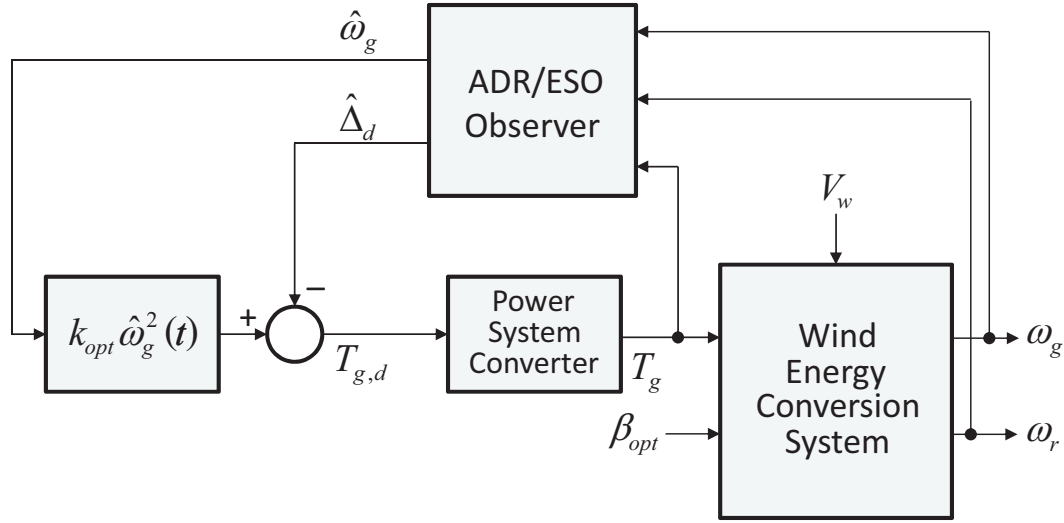 ω̂_g
ADR/ESO
Observer
Δ̂_d
V_w
k_opt ω̂_g^2 (t)
+
−
T_g,d
Power
System
Converter
T_g
β_opt
Wind
Energy
Conversion
System
ω_g
ω_r